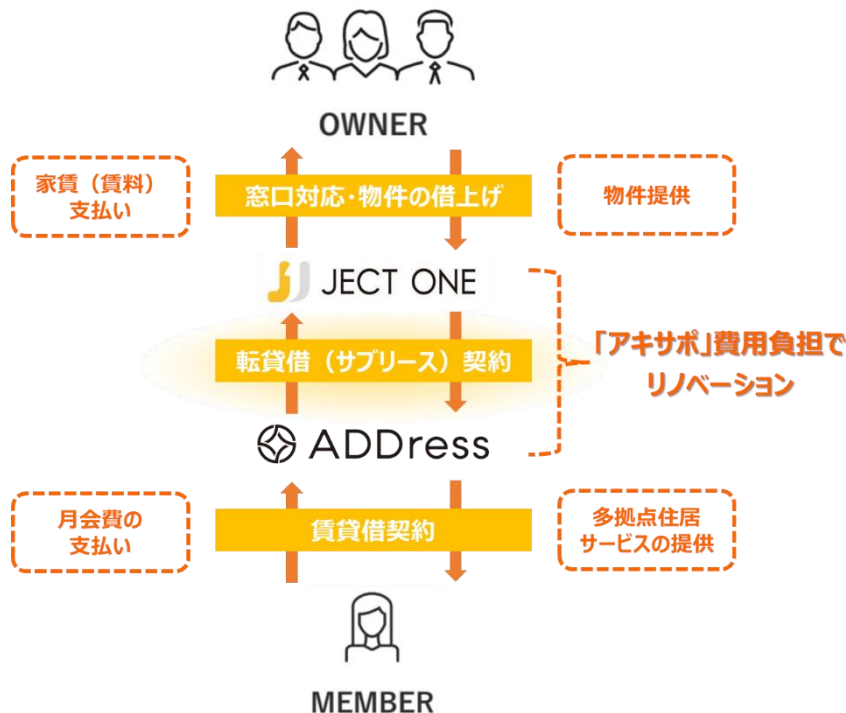 OWNER
家賃（賃料）
支払い
窓口対応・物件の借上げ
物件提供
JECT ONE
転貸借（サブリース）契約
「アキサポ」費用負担で
リノベーション
ADDress
月会費の
支払い
賃貸借契約
多拠点住居
サービスの提供
MEMBER